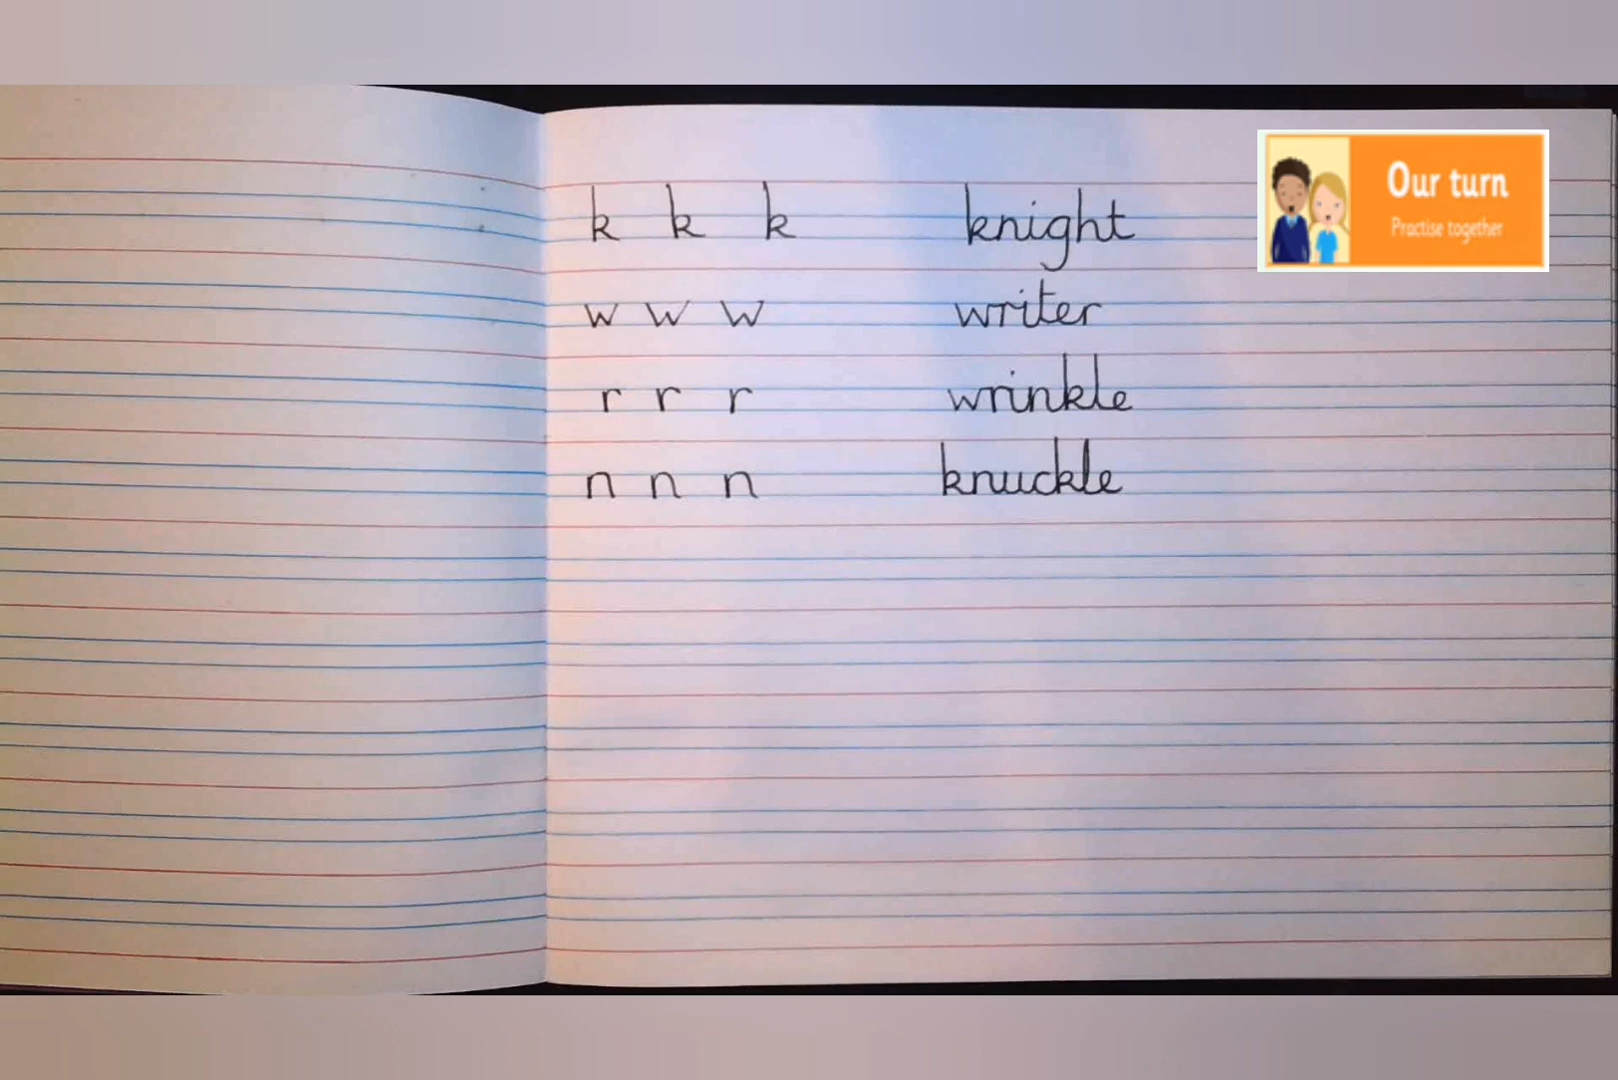 k k k knight
w w w writer
r r r wrinkle
n n n knuckle
Our turn
Practise together